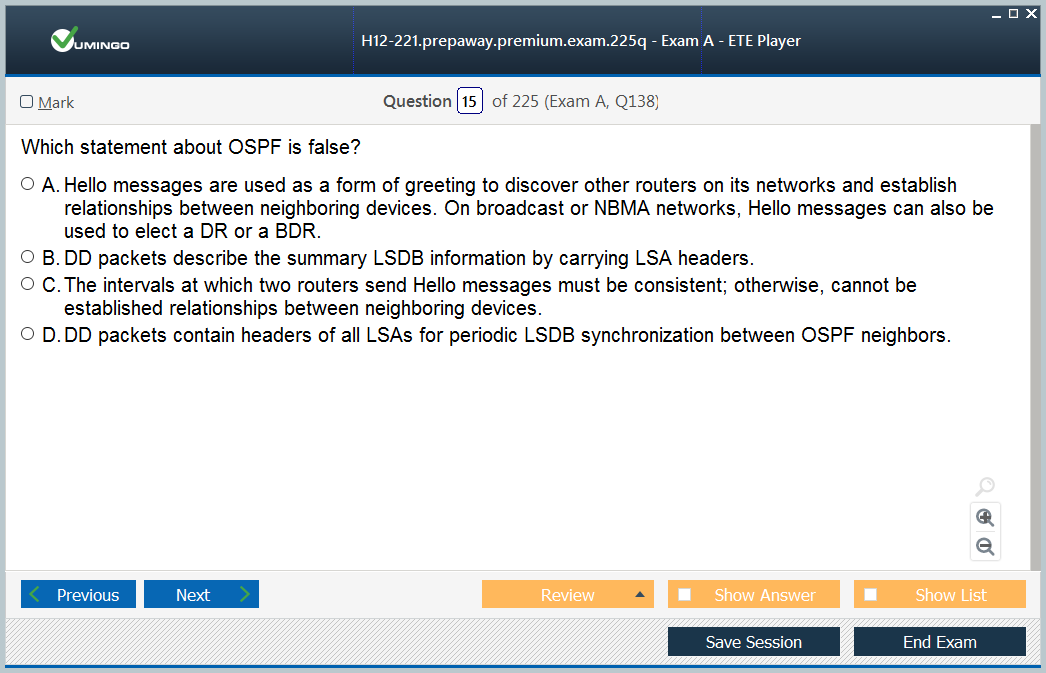 VUMINGO
H12-221.prepaway.premium.exam.225q - Exam A - ETE Player
Mark
Question 15 of 225 (Exam A, Q138)
Which statement about OSPF is false?
A. Hello messages are used as a form of greeting to discover other routers on its networks and establish
relationships between neighboring devices. On broadcast or NBMA networks, Hello messages can also be
used to elect a DR or a BDR.
B. DD packets describe the summary LSDB information by carrying LSA headers.
C. The intervals at which two routers send Hello messages must be consistent; otherwise, cannot be
established relationships between neighboring devices.
D. DD packets contain headers of all LSAs for periodic LSDB synchronization between OSPF neighbors.
Previous Next Review Show Answer Show List
Save Session End Exam